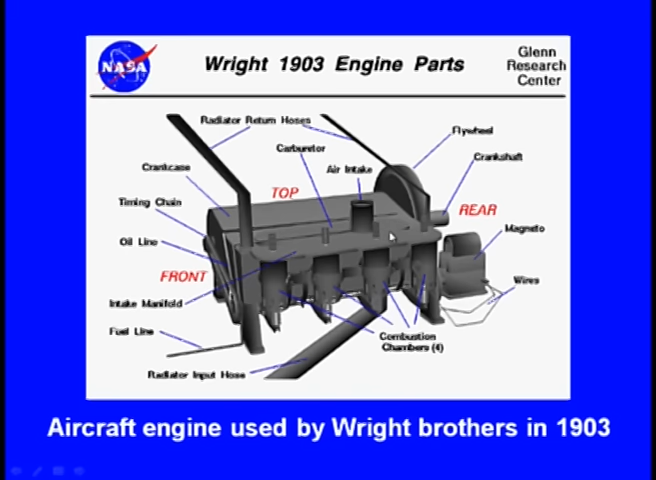 NASA
Wright 1903 Engine Parts
Glenn
Research
Center
Radiator Return Hoses
Carburetor
Air Intake
Flywheel
Crankshaft
Crankcase
TOP
Timing Chain
REAR
Magneto
Oil Line
FRONT
Wires
Intake Manifold
Fuel Line
Combustion
Chambers (4)
Radiator Input Hose
Aircraft engine used by Wright brothers in 1903